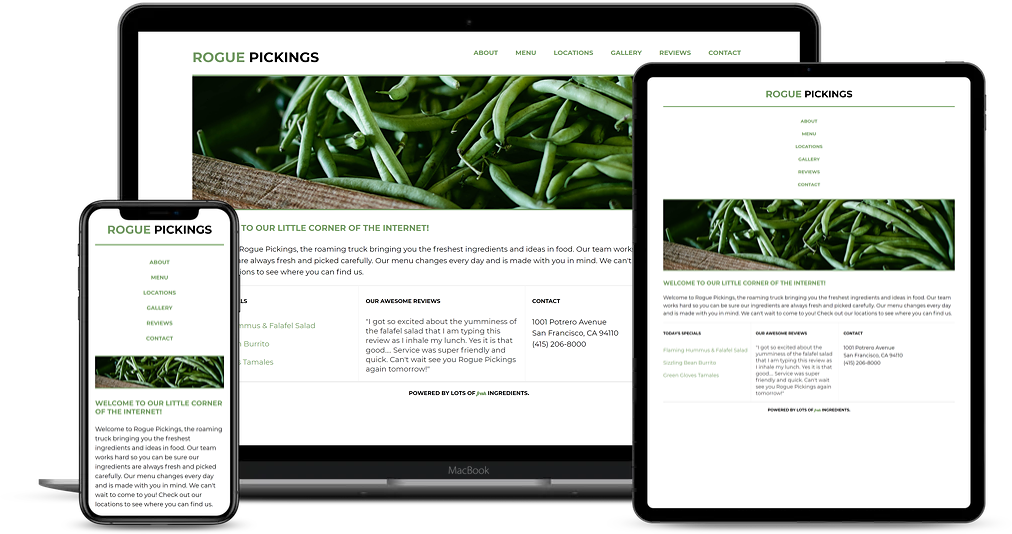 ROGUE PICKINGS
ABOUT MENU LOCATIONS GALLERY REVIEWS CONTACT
TO OUR LITTLE CORNER OF THE INTERNET!
Rogue Pickings, the roaming truck bringing you the freshest ingredients and ideas in food. Our team work
are always fresh and picked carefully. Our menu changes every day and is made with you in mind. We can't
ions to see where you can find us.
ALS
OUR AWESOME REVIEWS
CONTACT
mmus & Falafel Salad
n Burrito
s Tamales
"I got so excited about the yumminess of
the falafel salad that I am typing this
review as I inhale my lunch. Yes it is that
good.... Service was super friendly and
quick. Can't wait see you Rogue Pickings
again tomorrow!"
1001 Potrero Avenue
San Francisco, CA 94110
(415) 206-8000
POWERED BY LOTS OF fresh INGREDIENTS.
MacBook
ROGUE PICKINGS
ABOUT
MENU
LOCATIONS
GALLERY
REVIEWS
CONTACT
WELCOME TO OUR LITTLE CORNER
OF THE INTERNET!
Welcome to Rogue Pickings, the roaming
truck bringing you the freshest
ingredients and ideas in food. Our team
works hard so you can be sure our
ingredients are always fresh and picked
carefully. Our menu changes every day
and is made with you in mind. We can't
wait to come to you! Check out our
locations to see where you can find us.
ROGUE PICKINGS
ABOUT
MENU
LOCATIONS
GALLERY
REVIEWS
CONTACT
WELCOME TO OUR LITTLE CORNER OF THE INTERNET!
Welcome to Rogue Pickings, the roaming truck bringing you the freshest ingredients and ideas in food. Our team
works hard so you can be sure our ingredients are always fresh and picked carefully. Our menu changes every day
and is made with you in mind. We can't wait to come to you! Check out our locations to see where you can find us.
TODAY'S SPECIALS
OUR AWESOME REVIEWS
CONTACT
Flaming Hummus & Falafel Salad
Sizzling Bean Burrito
Green Gloves Tamales
"I got so excited about the
yumminess of the falafel salad
that I am typing this review as
I inhale my lunch. Yes it is that
good.... Service was super
friendly and quick. Can't wait
see you Rogue Pickings again
tomorrow!"
1001 Potrero Avenue
San Francisco, CA 94110
(415) 206-8000
POWERED BY LOTS OF fresh INGREDIENTS.